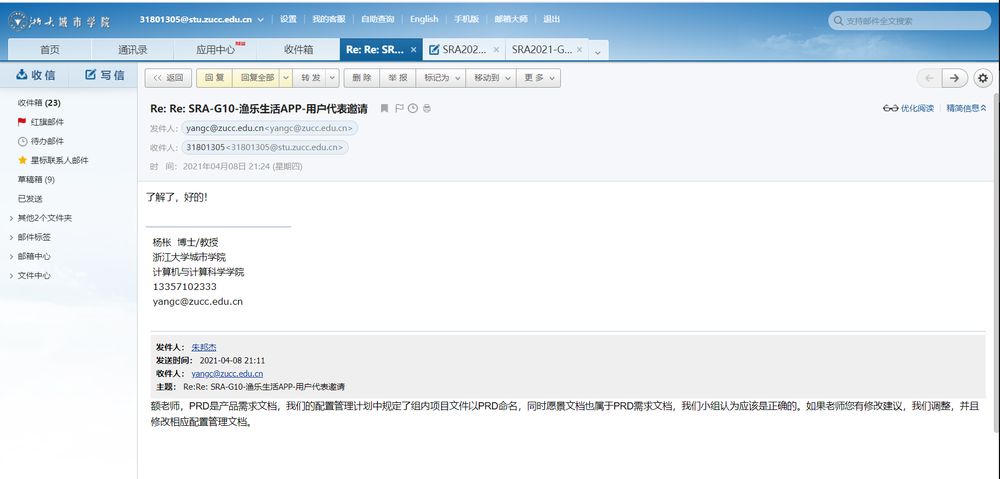 浙大城市学院
31801305@stu.zucc.edu.cn 设置 我的客服 自助查询 English 手机版 邮箱大师 退出
支持邮件全文搜索
首页 通讯录 应用中心 NEW 收件箱 Re: Re: SR... SRA202... SRA2021-G...
收信 写信
<< 返回 回复 回复全部 转发 删除 举报 标记为 移动到 更多
收件箱 (23)
红旗邮件
待办邮件
星标联系人邮件
草稿箱 (9)
已发送
其他2个文件夹
邮件标签
邮箱中心
文件中心
Re: Re: SRA-G10-渔乐生活APP-用户代表邀请
优化阅读 精简信息
发件人： yangc@zucc.edu.cn<yangc@zucc.edu.cn>
收件人： 31801305<31801305@stu.zucc.edu.cn>
时 间： 2021年04月08日 21:24 (星期四)
了解了，好的！
杨枨 博士/教授
浙江大学城市学院
计算机与计算科学学院
13357102333
yangc@zucc.edu.cn
发件人： 朱邦杰
发送时间： 2021-04-08 21:11
收件人： yangc@zucc.edu.cn
主题： Re:Re: SRA-G10-渔乐生活APP-用户代表邀请
额老师，PRD是产品需求文档，我们的配置管理计划中规定了组内项目文件以PRD命名，同时愿景文档也属于PRD需求文档，我们小组认为应该是正确的。如果老师您有修改建议，我们调整，并且
修改相应配置管理文档。